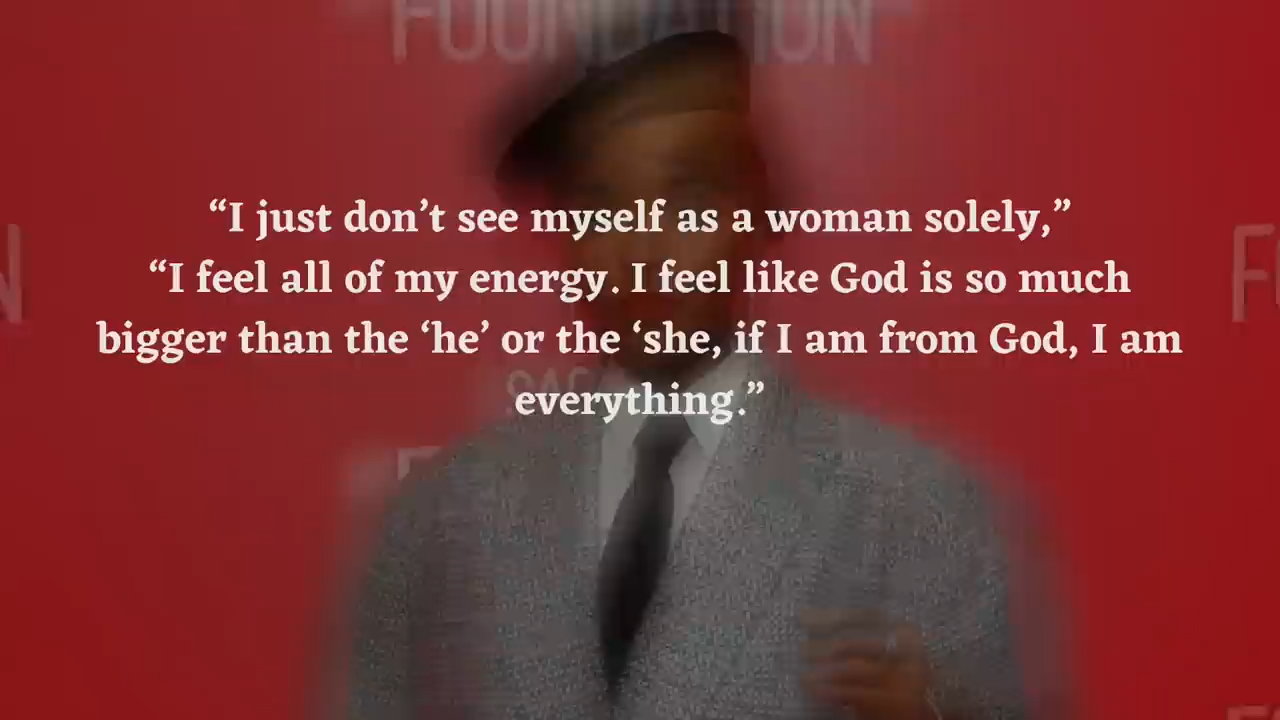 FOUNDATION
“I just don’t see myself as a woman solely,”
“I feel all of my energy. I feel like God is so much
bigger than the ‘he’ or the ‘she, if I am from God, I am
everything.”